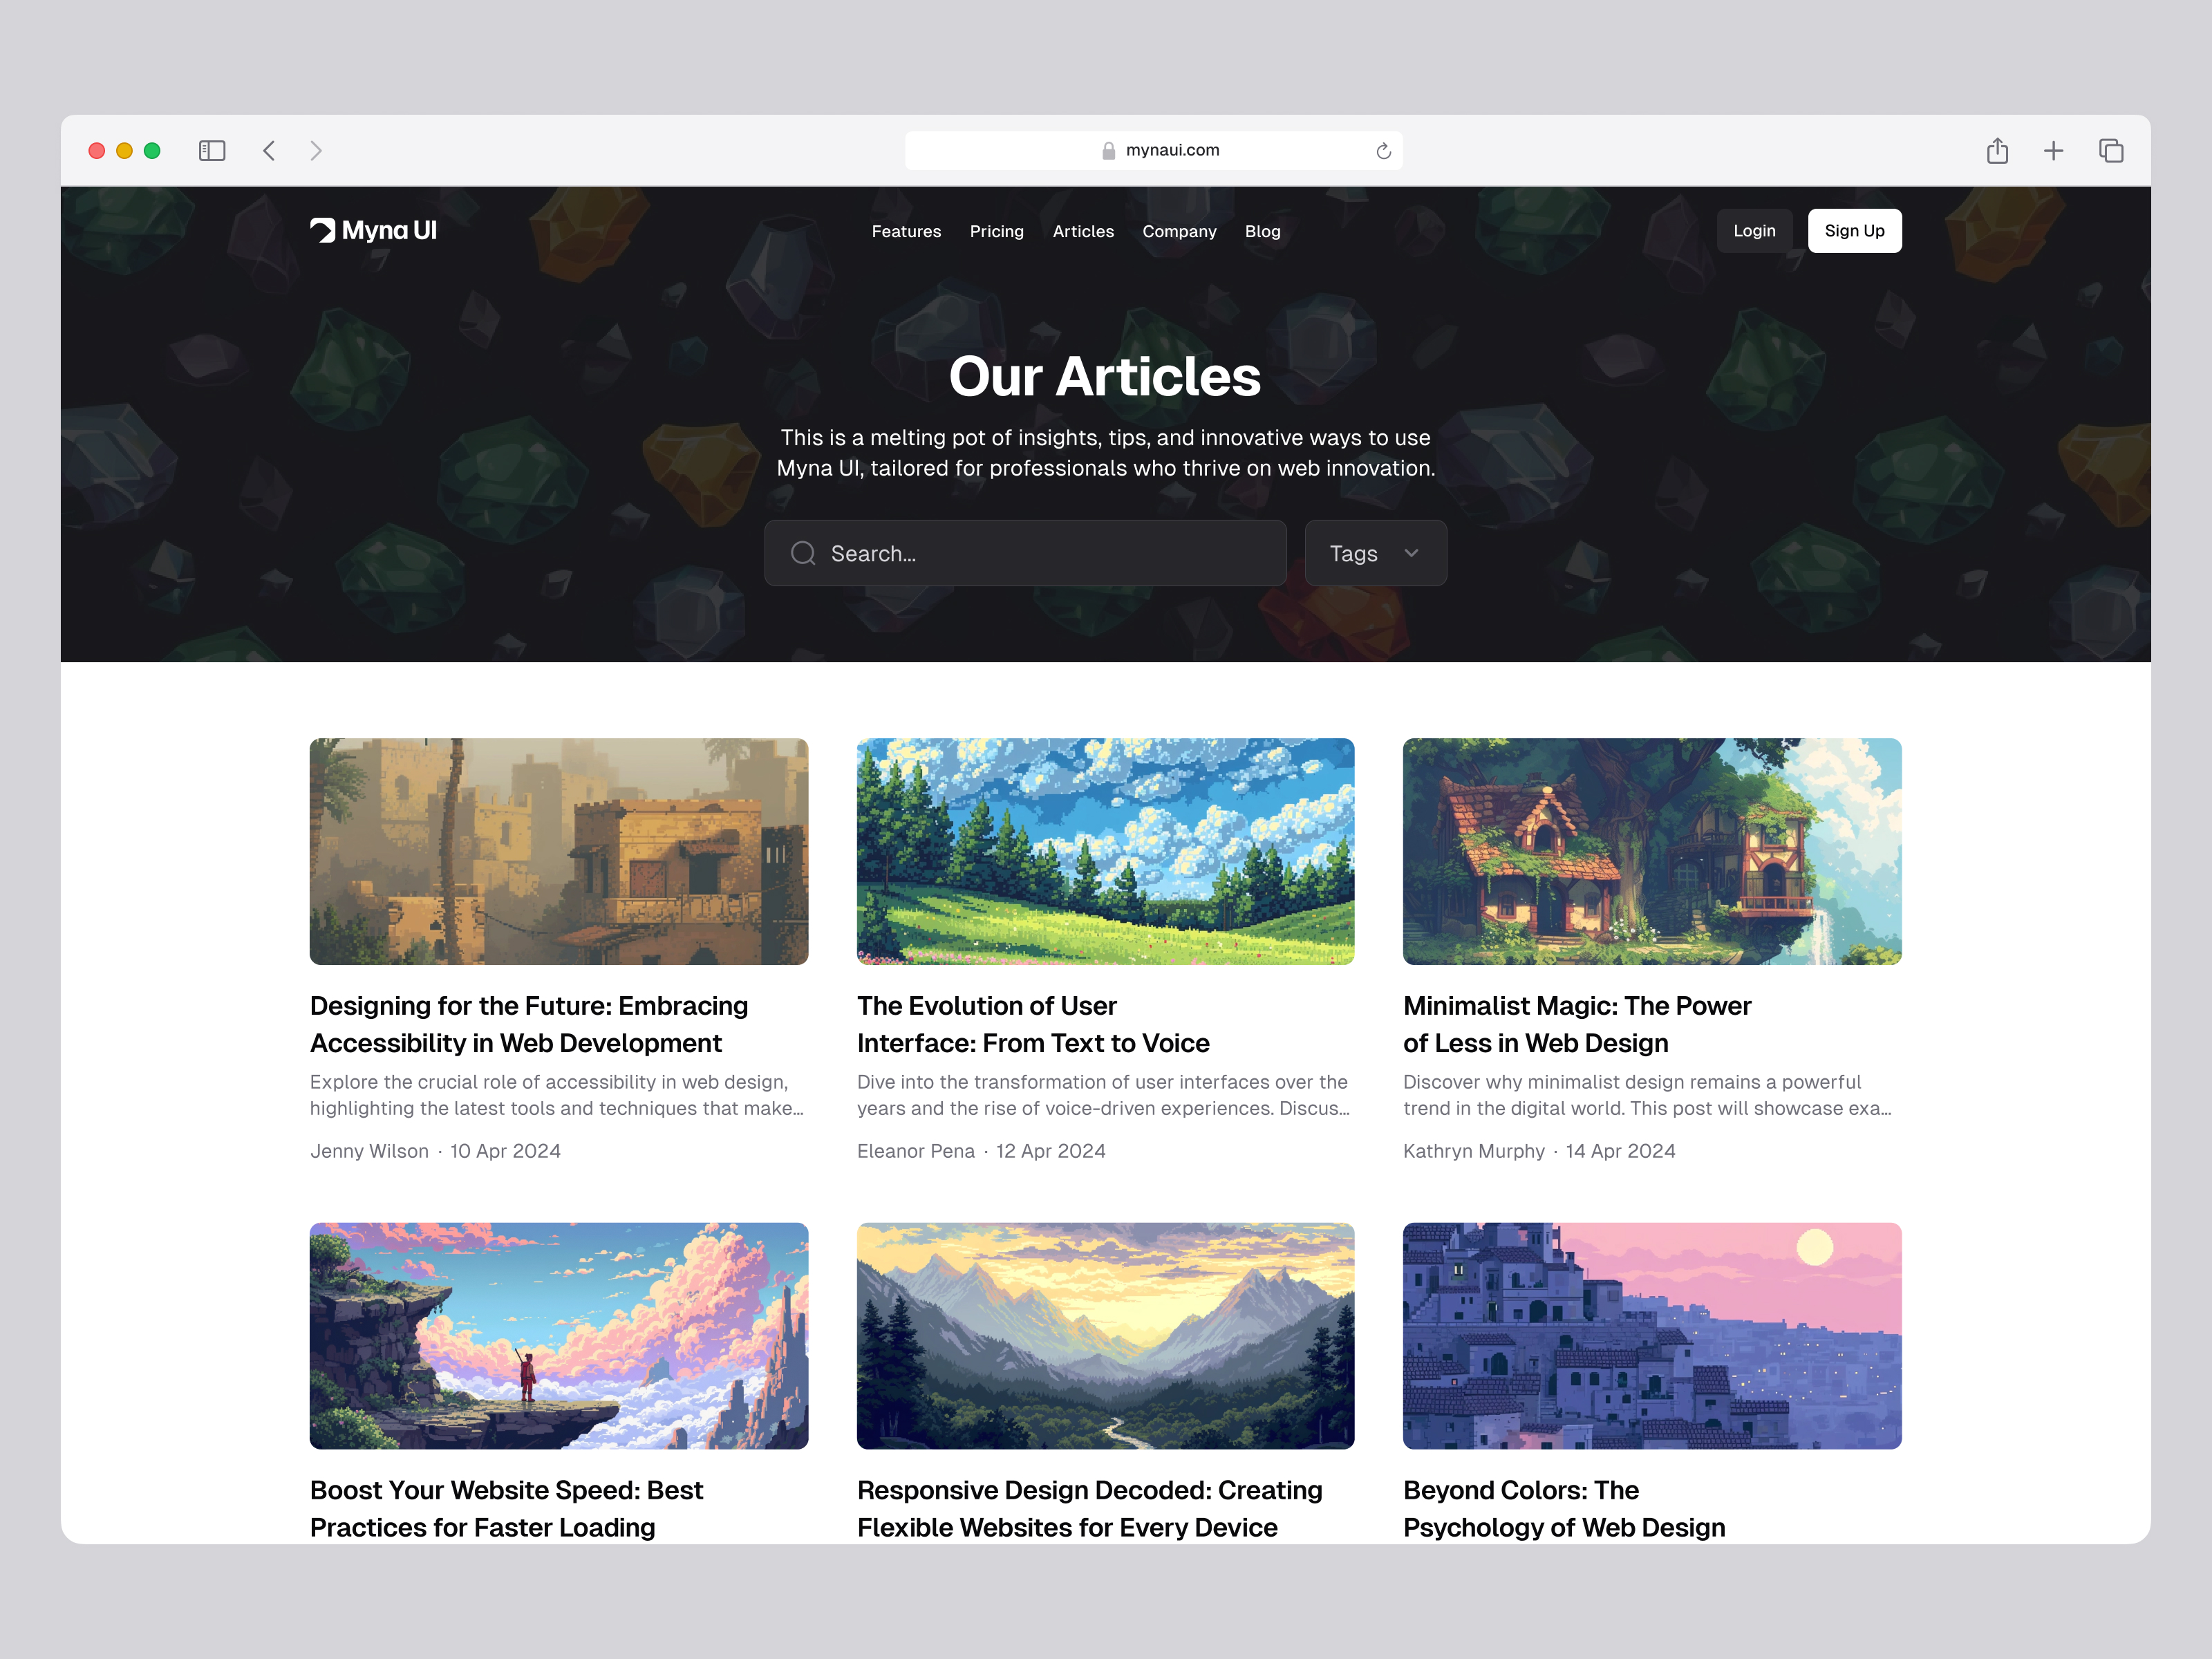 mynaui.com
Myna UI
Features
Pricing
Articles
Company
Blog
Login
Sign Up
Our Articles
This is a melting pot of insights, tips, and innovative ways to use
Myna UI, tailored for professionals who thrive on web innovation.
Search...
Tags
Designing for the Future: Embracing
Accessibility in Web Development
Explore the crucial role of accessibility in web design,
highlighting the latest tools and techniques that make...
Jenny Wilson · 10 Apr 2024
The Evolution of User
Interface: From Text to Voice
Dive into the transformation of user interfaces over the
years and the rise of voice-driven experiences. Discus...
Eleanor Pena · 12 Apr 2024
Minimalist Magic: The Power
of Less in Web Design
Discover why minimalist design remains a powerful
trend in the digital world. This post will showcase exa...
Kathryn Murphy · 14 Apr 2024
Boost Your Website Speed: Best
Practices for Faster Loading
Responsive Design Decoded: Creating
Flexible Websites for Every Device
Beyond Colors: The
Psychology of Web Design